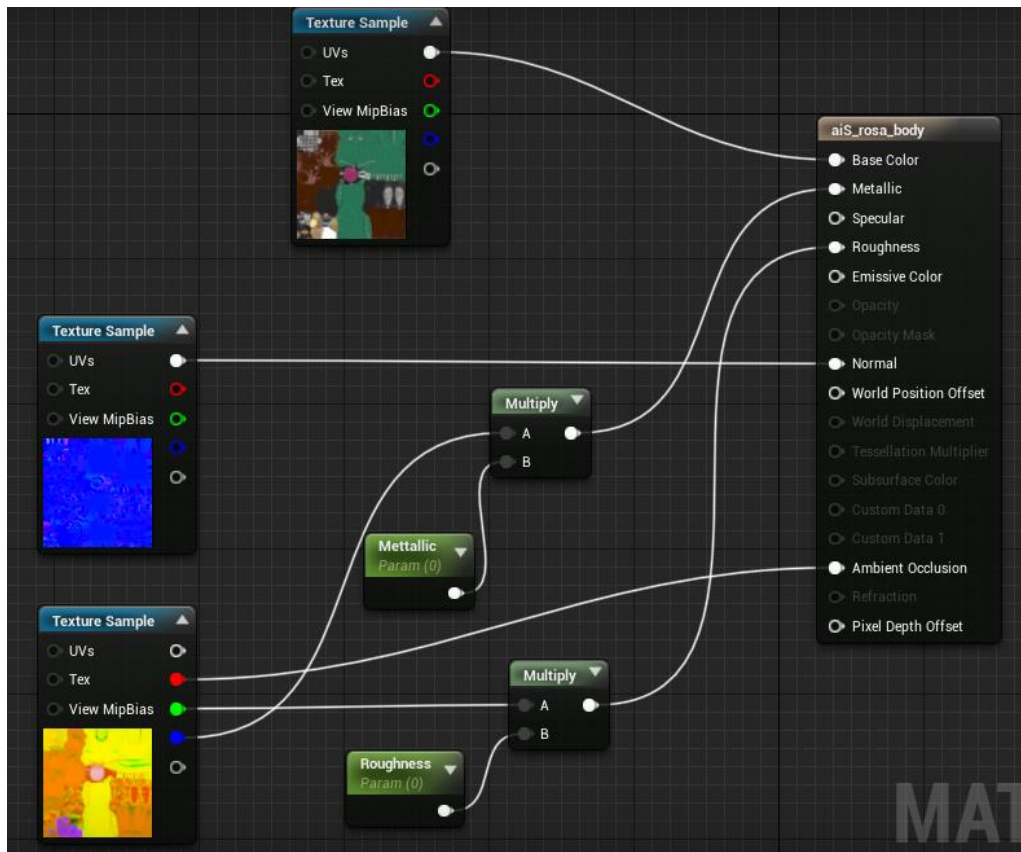 Texture Sample
UVs
Tex
View MipBias
aiS_rosa_body
Base Color
Metallic
Specular
Roughness
Emissive Color
Opacity
Opacity Mask
Normal
World Position Offset
World Displacement
Tessellation Multiplier
Subsurface Color
Custom Data 0
Custom Data 1
Ambient Occlusion
Refraction
Pixel Depth Offset
Texture Sample
UVs
Tex
View MipBias
Multiply
A
B
Mettallic
Param (0)
Texture Sample
UVs
Tex
View MipBias
Multiply
A
B
Roughness
Param (0)
MAT